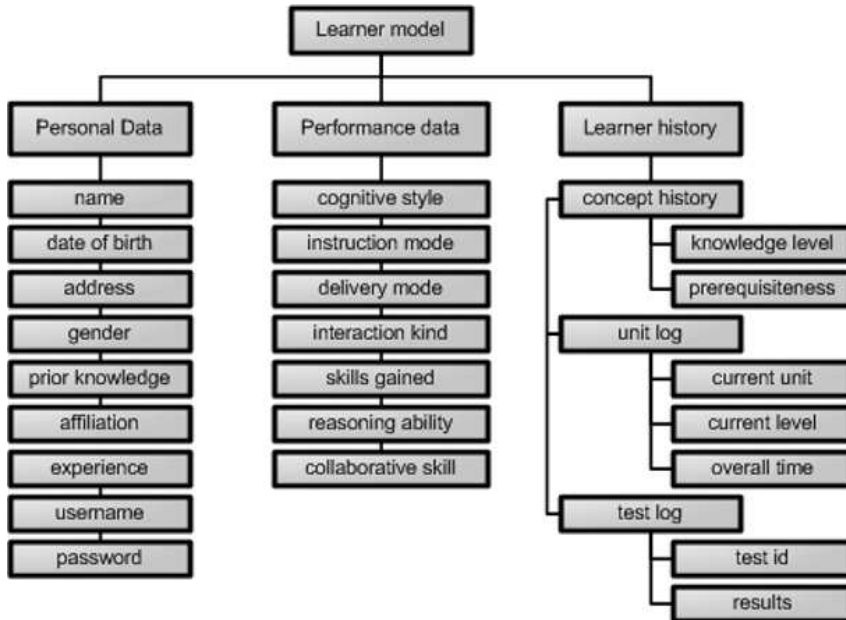 Learner model
Personal Data
name
date of birth
address
gender
prior knowledge
affiliation
experience
username
password
Performance data
cognitive style
instruction mode
delivery mode
interaction kind
skills gained
reasoning ability
collaborative skill
Learner history
concept history
knowledge level
prerequisiteness
unit log
current unit
current level
overall time
test log
test id
results